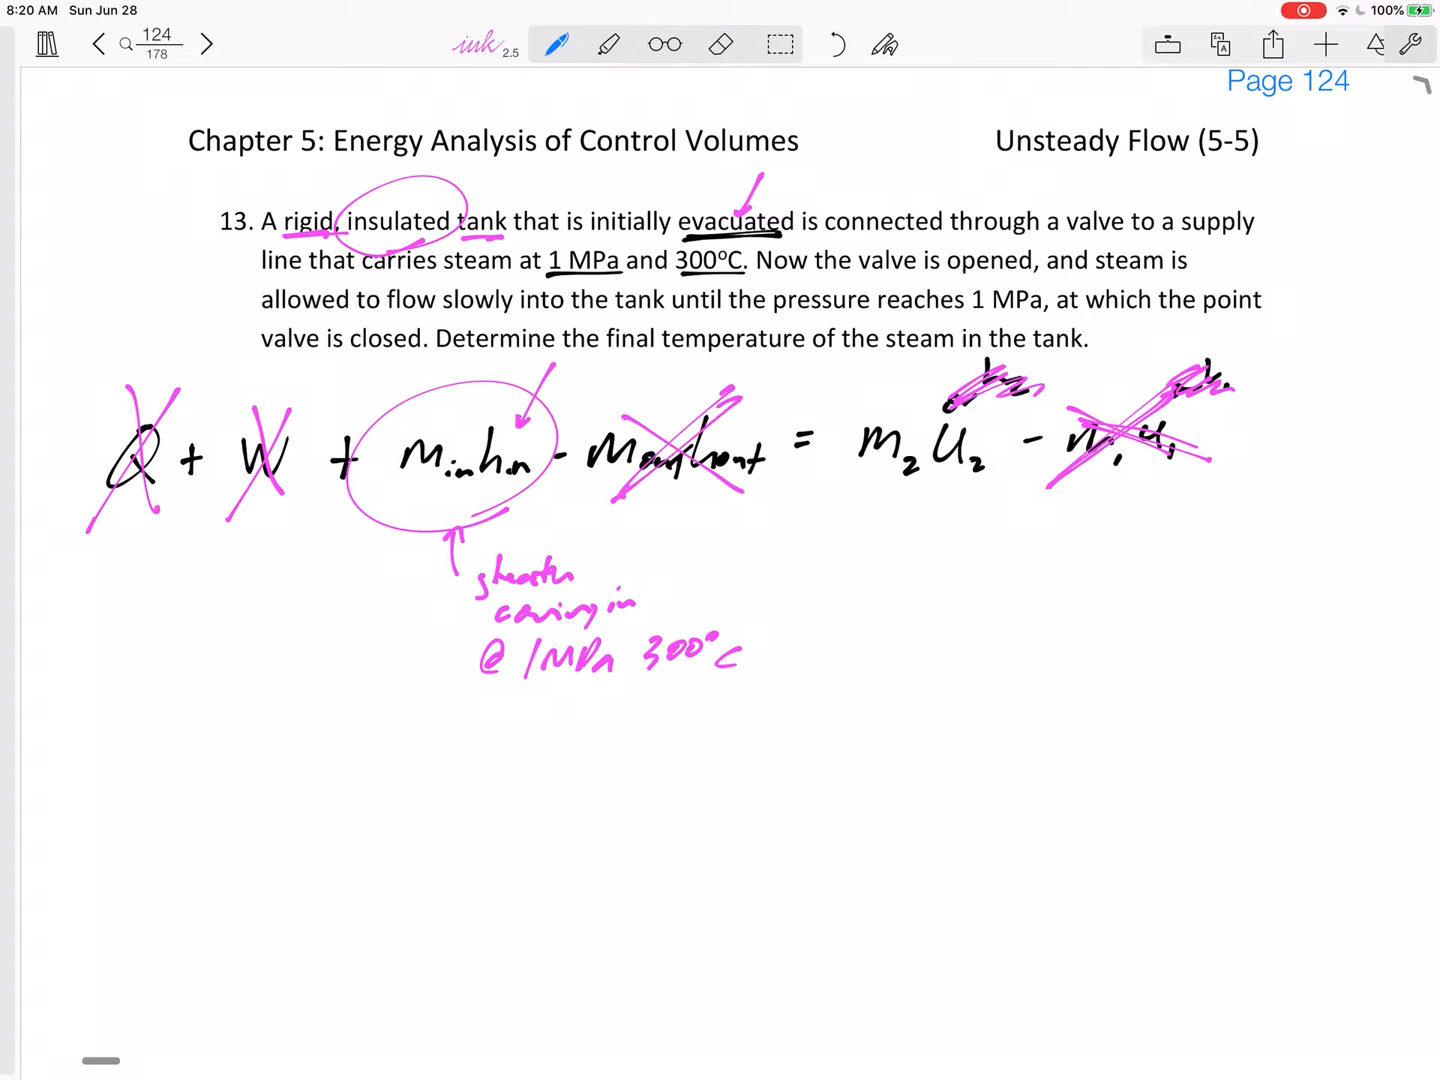 8:20 AM Sun Jun 28
100%
124
178
ink 2.5
Page 124
Chapter 5: Energy Analysis of Control Volumes Unsteady Flow (5-5)
13. A rigid, insulated tank that is initially evacuated is connected through a valve to a supply
line that carries steam at 1 MPa and 300°C. Now the valve is opened, and steam is
allowed to flow slowly into the tank until the pressure reaches 1 MPa, at which the point
valve is closed. Determine the final temperature of the steam in the tank.
Q + W + Minhin - Mouthout = M2 U2 - M1 U1
steam
coming in
@ 1MPa 300°C